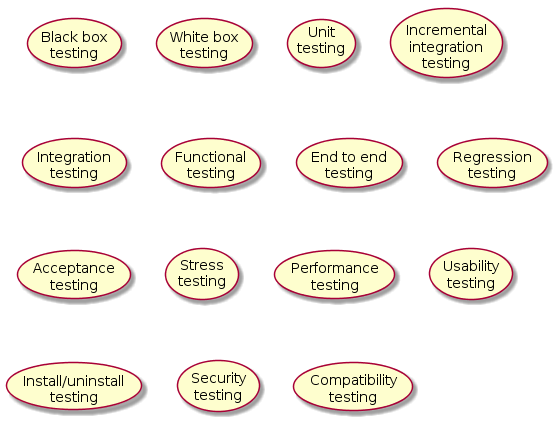 Black box
testing
White box
testing
Unit
testing
Incremental
integration
testing
Integration
testing
Functional
testing
End to end
testing
Regression
testing
Acceptance
testing
Stress
testing
Performance
testing
Usability
testing
Install/uninstall
testing
Security
testing
Compatibility
testing